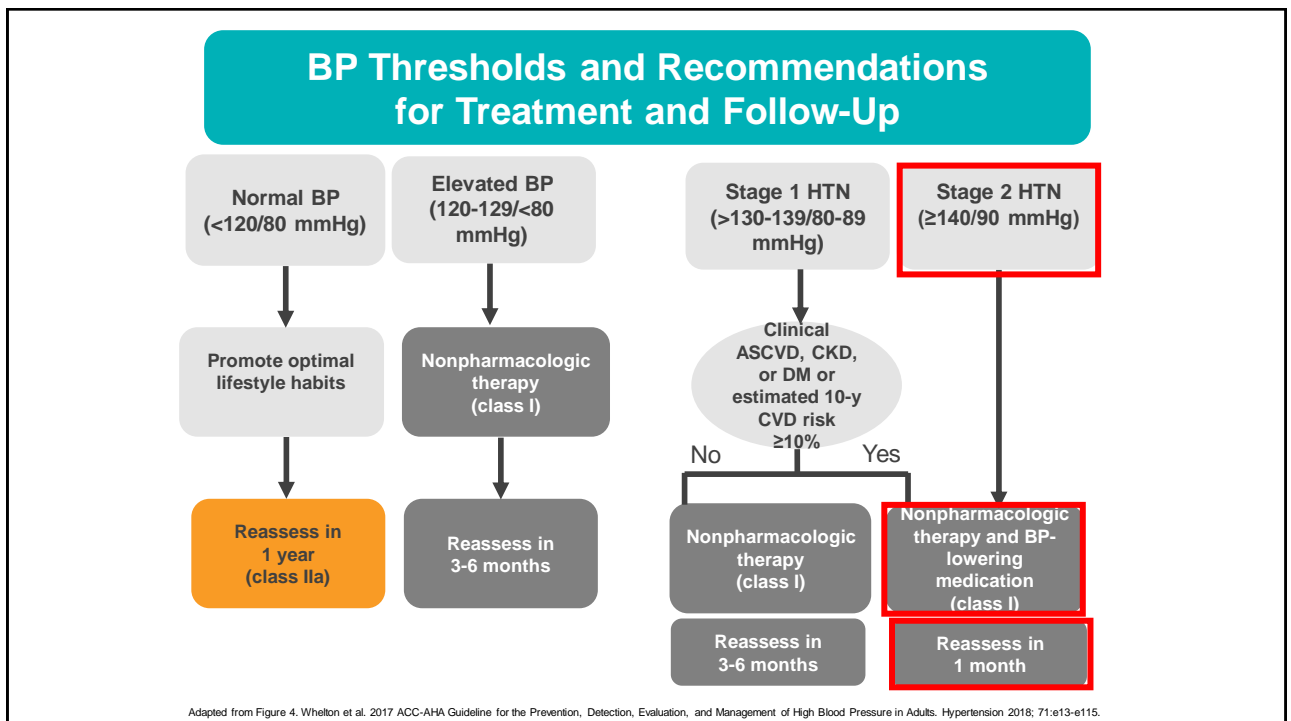 BP Thresholds and Recommendations
for Treatment and Follow-Up
Normal BP
(<120/80 mmHg)
Elevated BP
(120-129/<80
mmHg)
Stage 1 HTN
(>130-139/80-89
mmHg)
Stage 2 HTN
(≥140/90 mmHg)
Promote optimal
lifestyle habits
Nonpharmacologic
therapy
(class I)
Clinical
ASCVD, CKD,
or DM or
estimated 10-y
CVD risk
≥10%
No
Yes
Reassess in
1 year
(class IIa)
Reassess in
3-6 months
Nonpharmacologic
therapy
(class I)
Nonpharmacologic
therapy and BP-
lowering
medication
(class I)
Reassess in
3-6 months
Reassess in
1 month
Adapted from Figure 4. Whelton et al. 2017 ACC-AHA Guideline for the Prevention, Detection, Evaluation, and Management of High Blood Pressure in Adults. Hypertension 2018; 71:e13-e115.